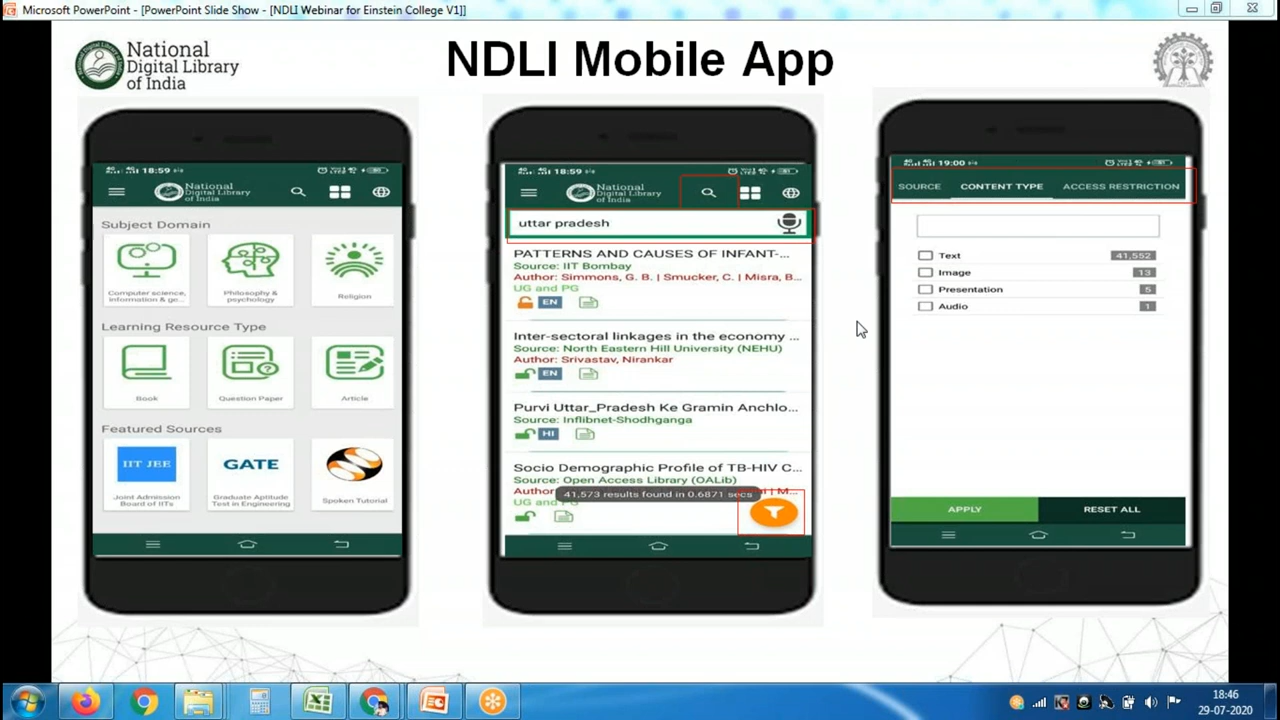 Microsoft PowerPoint - [PowerPoint Slide Show - [NDLI Webinar for Einstein College V1]]
National
Digital Library
of India
NDLI Mobile App
18:59
National
Digital Library
of India
Subject Domain
Computer science,
information & ge...
Philosophy &
psychology
Religion
Learning Resource Type
Book
Question Paper
Article
Featured Sources
IIT JEE
GATE
Joint Admission
Board of IITs
Graduate Aptitude
Test in Engineering
Spoken Tutorial
18:59
National
Digital Library
of India
uttar pradesh
PATTERNS AND CAUSES OF INFANT-...
Source: IIT Bombay
Author: Simmons, G. B. | Smucker, C. | Misra, B...
UG and PG
EN
Inter-sectoral linkages in the economy ...
Source: North Eastern Hill University (NEHU)
Author: Srivastav, Nirankar
EN
Purvi Uttar_Pradesh Ke Gramin Anchlo...
Source: Inflibnet-Shodhganga
HI
Socio Demographic Profile of TB-HIV C...
Source: Open Access Library (OALib)
Author: | M...
41,573 results found in 0.6871 secs
UG and PG
19:00
SOURCE CONTENT TYPE ACCESS RESTRICTION
Text 41,552
Image 13
Presentation 5
Audio 1
APPLY RESET ALL
18:46
29-07-2020